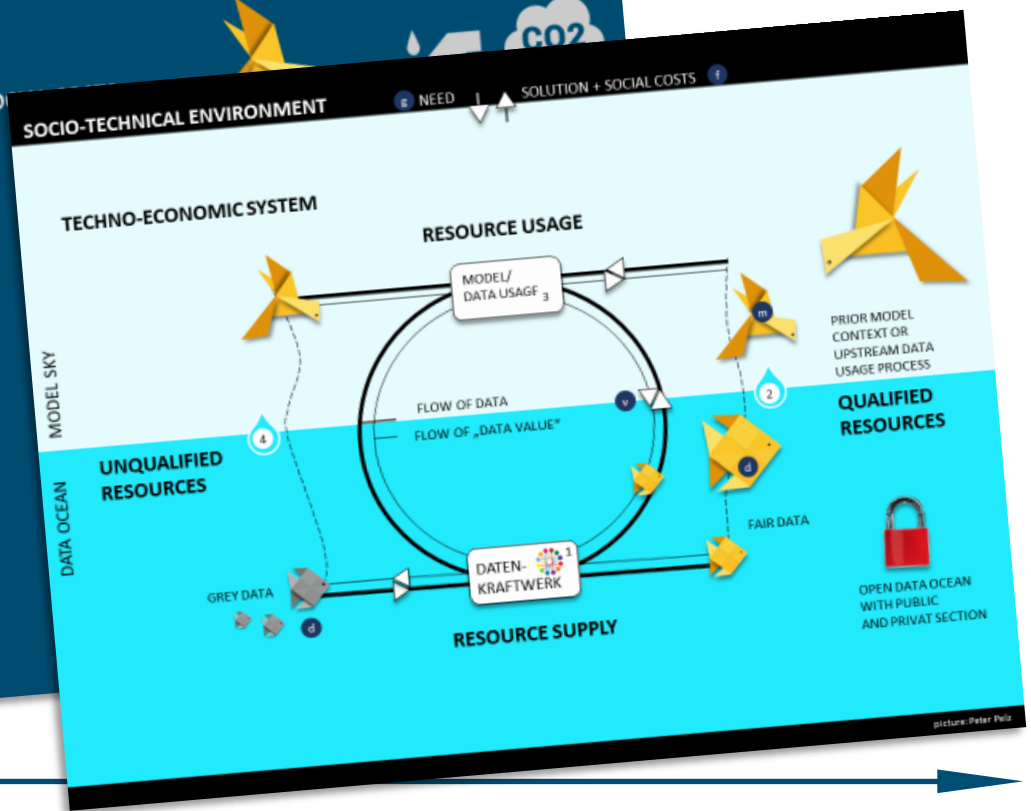 CO2
SOCIO-TECHNICAL ENVIRONMENT
g NEED
SOLUTION + SOCIAL COSTS f
TECHNO-ECONOMIC SYSTEM
RESOURCE USAGE
MODEL/
DATA USAGE 3
m
PRIOR MODEL
CONTEXT OR
UPSTREAM DATA
USAGE PROCESS
MODEL SKY
2
v
FLOW OF DATA
FLOW OF „DATA VALUE"
QUALIFIED
RESOURCES
4
UNQUALIFIED
RESOURCES
d
DATA OCEAN
FAIR DATA
DATEN-
KRAFTWERK 1
GREY DATA
d
OPEN DATA OCEAN
WITH PUBLIC
AND PRIVAT SECTION
RESOURCE SUPPLY
picture: Peter Pelz